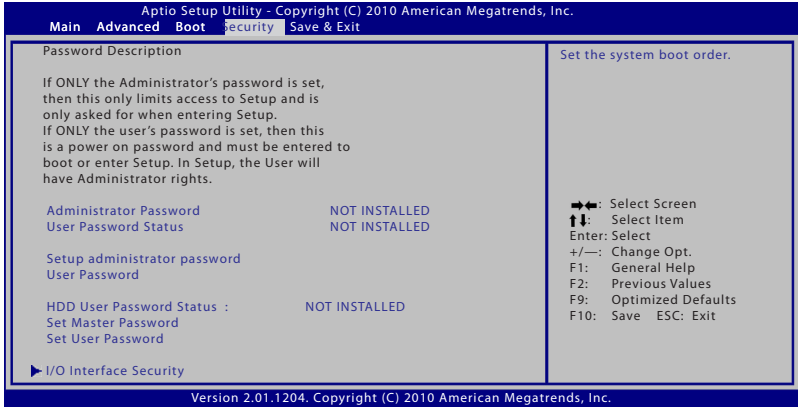 Aptio Setup Utility - Copyright (C) 2010 American Megatrends, Inc.
Main Advanced Boot Security Save & Exit
Password Description
If ONLY the Administrator's password is set,
then this only limits access to Setup and is
only asked for when entering Setup.
If ONLY the user's password is set, then this
is a power on password and must be entered to
boot or enter Setup. In Setup, the User will
have Administrator rights.
Administrator Password NOT INSTALLED
User Password Status NOT INSTALLED
Setup administrator password
User Password
HDD User Password Status : NOT INSTALLED
Set Master Password
Set User Password
I/O Interface Security
Set the system boot order.
→←: Select Screen
↑↓: Select Item
Enter: Select
+/—: Change Opt.
F1: General Help
F2: Previous Values
F9: Optimized Defaults
F10: Save ESC: Exit
Version 2.01.1204. Copyright (C) 2010 American Megatrends, Inc.